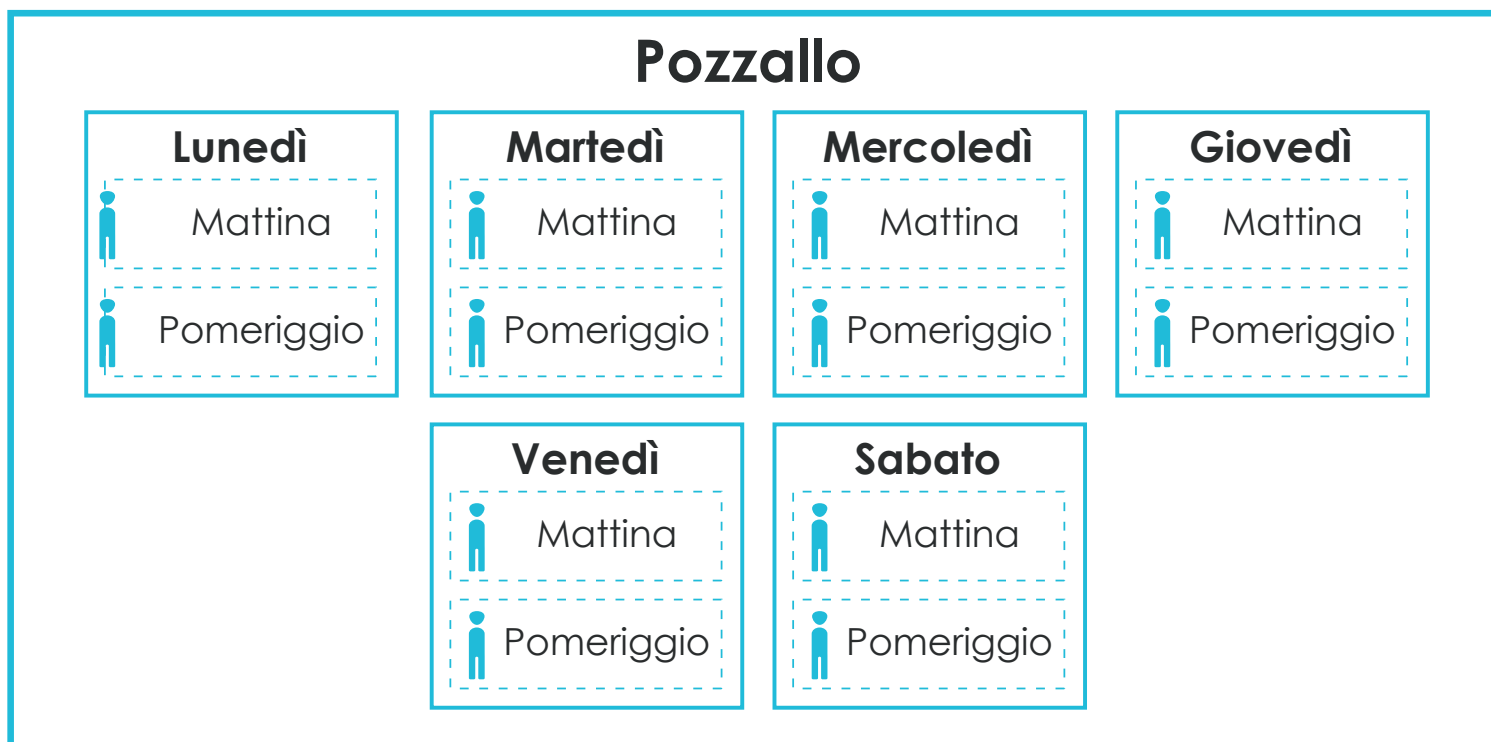 Pozzallo
Lunedì
Mattina
Pomeriggio
Martedì
Mattina
Pomeriggio
Mercoledì
Mattina
Pomeriggio
Giovedì
Mattina
Pomeriggio
Venedì
Mattina
Pomeriggio
Sabato
Mattina
Pomeriggio